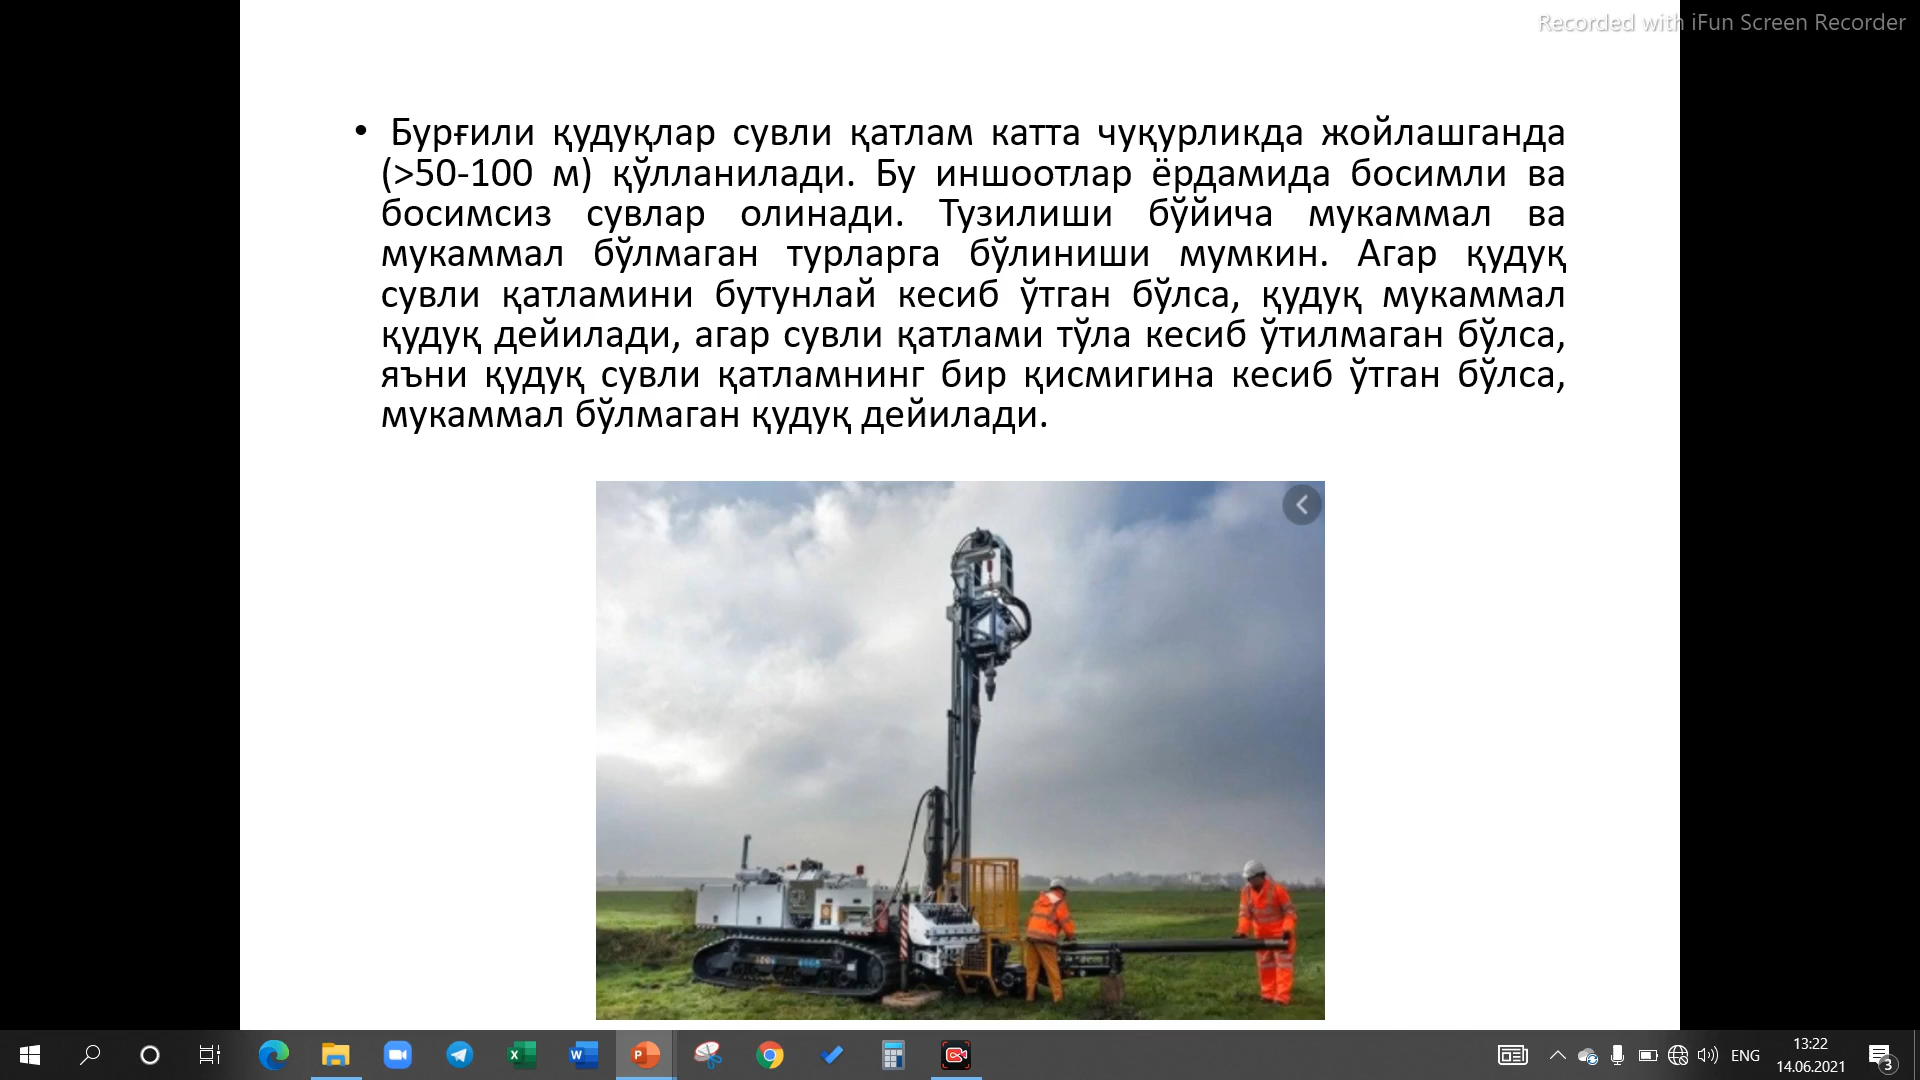 Recorded with iFun Screen Recorder
• Бурғили қудуқлар сувли қатлам катта чуқурликда жойлашганда
(>50-100 м) қўлланилади. Бу иншоотлар ёрдамида босимли ва
босимсиз сувлар олинади. Тузилиши бўйича мукаммал ва
мукаммал бўлмаган турларга бўлиниши мумкин. Агар қудуқ
сувли қатламини бутунлай кесиб ўтган бўлса, қудуқ мукаммал
қудуқ дейилади, агар сувли қатлами тўла кесиб ўтилмаган бўлса,
яъни қудуқ сувли қатламнинг бир қисмигина кесиб ўтган бўлса,
мукаммал бўлмаган қудуқ дейилади.
ENG
13:22
14.06.2021
3